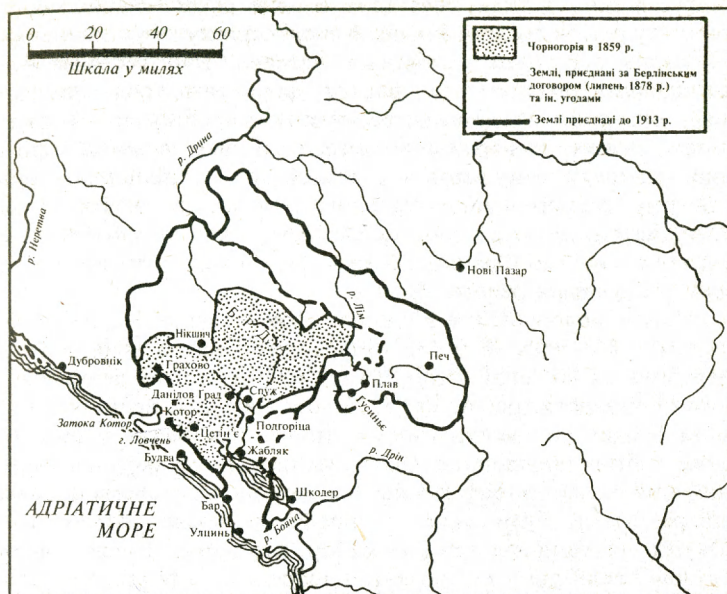 0 20 40 60
Шкала у милях
Чорногорія в 1859 р.
Землі, приєднані за Берлінським
договором (липень 1878 р.)
та ін. угодами
Землі приєднані до 1913 р.
р. Дрина
р. Неретва
Нові Пазар
р. Лім
Б Р Д А
Нікшич
Дубровнік
Грахово
Печ
Плав
Данілов Град
Спуж
Гусиньє
Котор
Затока Котор
Полгоріца
г. Ловчень
Цетіньє
Будва
Жабляк
р. Дрін
Шкодер
Бар
р. Бояна
АДРІАТИЧНЕ
МОРЕ
Улцинь